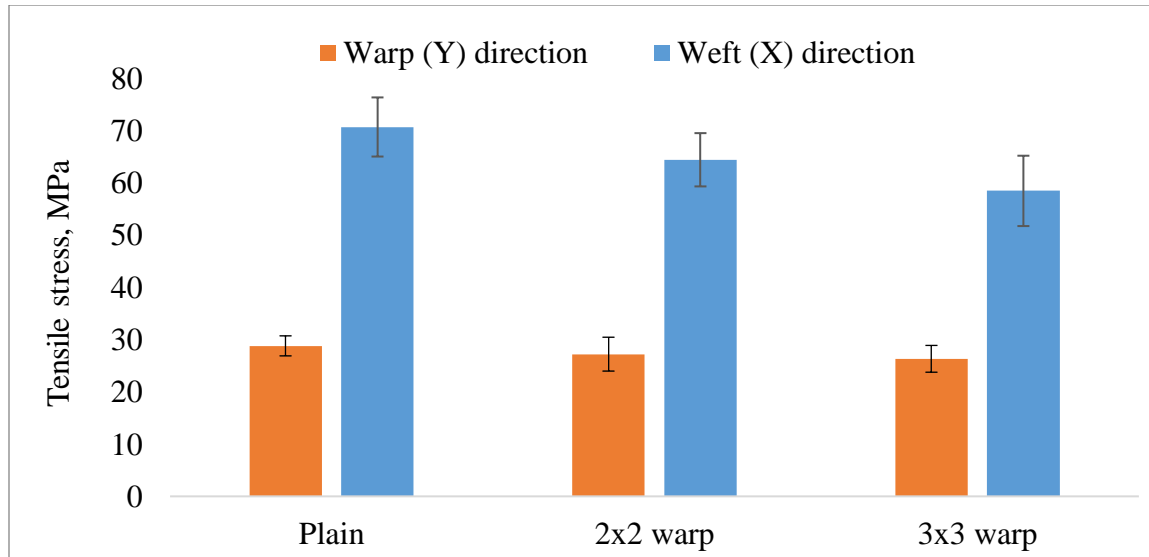 Warp (Y) direction
Weft (X) direction
Tensile stress, MPa
80
70
60
50
40
30
20
10
0
Plain
2x2 warp
3x3 warp